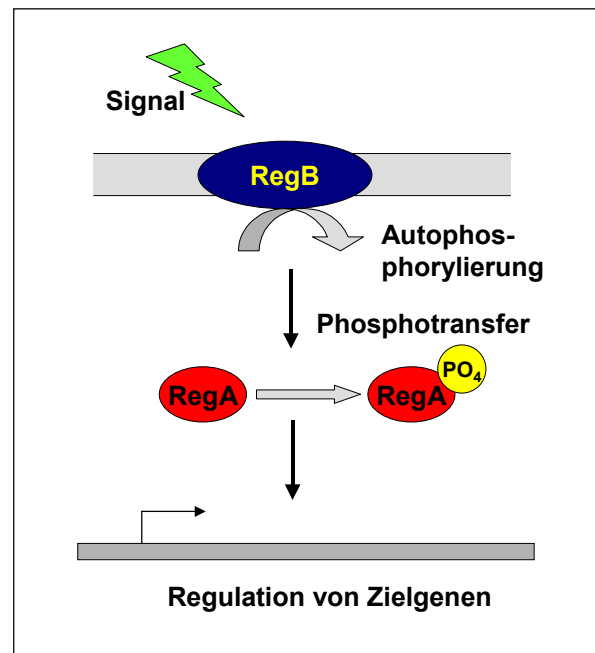 Signal
RegB
Autophos-
phorylierung
Phosphotransfer
PO₄
RegA
RegA
Regulation von Zielgenen